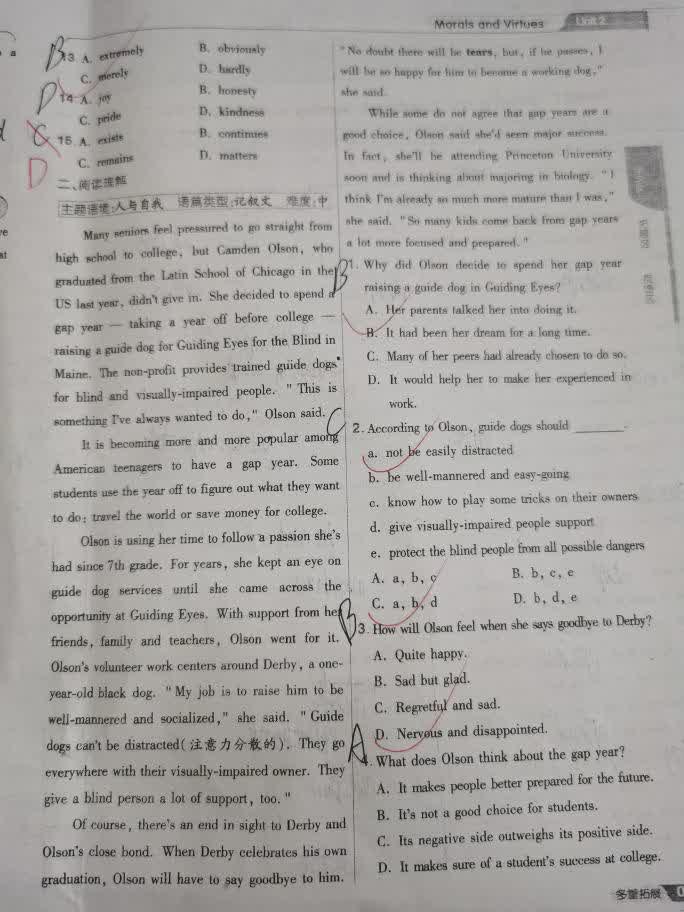 Morals and Virtues
Unit 2
a
B
13 A. extremely
B. obviously
C. merely
D. hardly
D
14. A. joy
B. honesty
C. pride
D. kindness
C
D
15. A. exists
B. continues
C. remains
D. matters
二、阅读理解
主题语境:人与自我 语篇类型:记叙文 难度:中
Many seniors feel pressured to go straight from
high school to college, but Camden Olson, who
graduated from the Latin School of Chicago in the
US last year, didn't give in. She decided to spend a
gap year — taking a year off before college —
raising a guide dog for Guiding Eyes for the Blind in
Maine. The non-profit provides trained guide dogs
for blind and visually-impaired people. "This is
something I've always wanted to do," Olson said.
It is becoming more and more popular among
American teenagers to have a gap year. Some
students use the year off to figure out what they want
to do; travel the world or save money for college.
Olson is using her time to follow a passion she's
had since 7th grade. For years, she kept an eye on
guide dog services until she came across the
opportunity at Guiding Eyes. With support from her
friends, family and teachers, Olson went for it.
Olson's volunteer work centers around Derby, a one-
year-old black dog. "My job is to raise him to be
well-mannered and socialized," she said. "Guide
dogs can't be distracted(注意力分散的). They go
everywhere with their visually-impaired owner. They
give a blind person a lot of support, too."
Of course, there's an end in sight to Derby and
Olson's close bond. When Derby celebrates his own
graduation, Olson will have to say goodbye to him.
"No doubt there will be tears, but, if he passes, I
will be so happy for him to become a working dog,"
she said.
While some do not agree that gap years are a
good choice, Olson said she'd seen major success.
In fact, she'll be attending Princeton University
soon and is thinking about majoring in biology. "I
think I'm already so much more mature than I was,"
she said. "So many kids come back from gap years
a lot more focused and prepared."
B
1. Why did Olson decide to spend her gap year
raising a guide dog in Guiding Eyes?
A. Her parents talked her into doing it.
B. It had been her dream for a long time.
C. Many of her peers had already chosen to do so.
D. It would help her to make her experienced in
work.
C
2. According to Olson, guide dogs should ______.
a. not be easily distracted
b. be well-mannered and easy-going
c. know how to play some tricks on their owners
d. give visually-impaired people support
e. protect the blind people from all possible dangers
A. a, b, c
B. b, c, e
C. a, b, d
D. b, d, e
B
3. How will Olson feel when she says goodbye to Derby?
A. Quite happy.
B. Sad but glad.
C. Regretful and sad.
D. Nervous and disappointed.
A
4. What does Olson think about the gap year?
A. It makes people better prepared for the future.
B. It's not a good choice for students.
C. Its negative side outweighs its positive side.
D. It makes sure of a student's success at college.
多重拓展